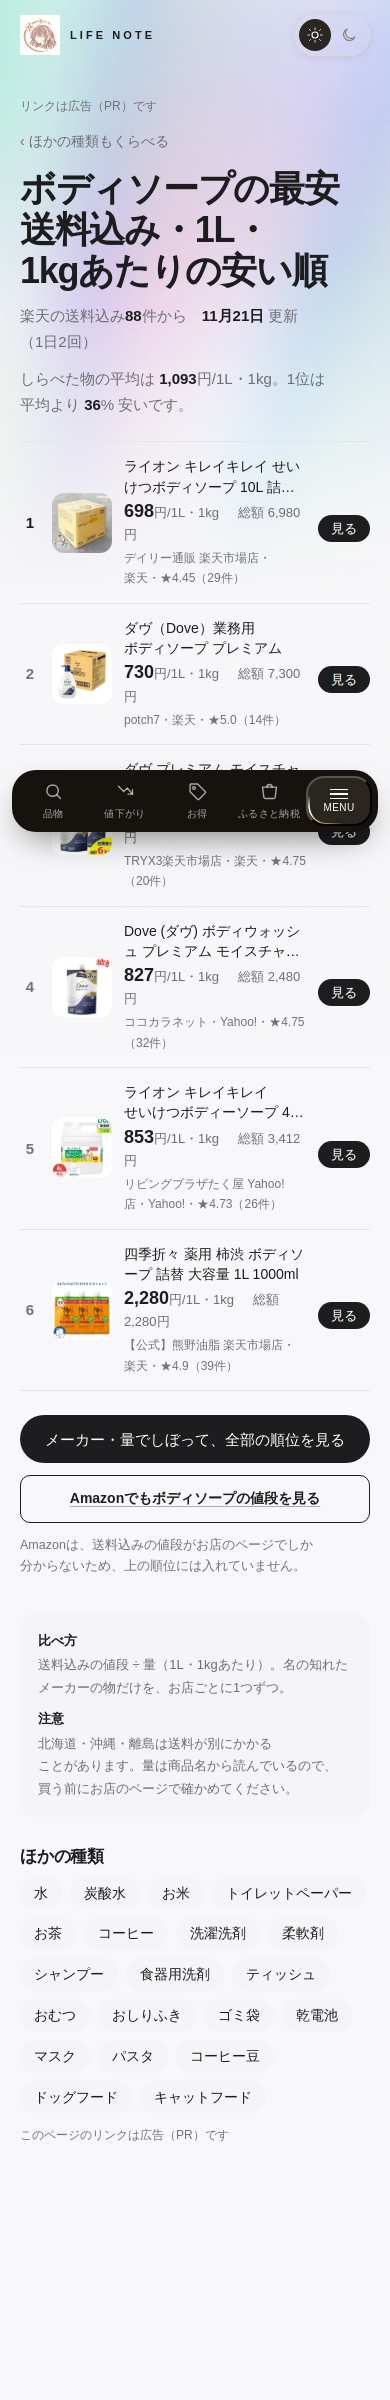 LIFE NOTE
リンクは広告（PR）です
‹ ほかの種類もくらべる
ボディソープの最安
送料込み・1L・
1kgあたりの安い順
楽天の送料込み88件から　11月21日 更新
（1日2回）
しらべた物の平均は 1,093円/1L・1kg。1位は
平均より 36% 安いです。
1
ライオン キレイキレイ せい
けつボディソープ 10L 詰…
698円/1L・1kg　総額 6,980
円
デイリー通販 楽天市場店・
楽天・★4.45（29件）
見る
2
ダヴ（Dove）業務用
ボディソープ プレミアム
730円/1L・1kg　総額 7,300
円
potch7・楽天・★5.0（14件）
見る
ダヴ プレミアム モイスチャ
品物
値下がり
お得
ふるさと納税
MENU
円
TRYX3楽天市場店・楽天・★4.75
（20件）
見る
4
Dove (ダヴ) ボディウォッシ
ュ プレミアム モイスチャ…
827円/1L・1kg　総額 2,480
円
ココカラネット・Yahoo!・★4.75
（32件）
見る
5
ライオン キレイキレイ
せいけつボディーソープ 4…
853円/1L・1kg　総額 3,412
円
リビングプラザたく屋 Yahoo!
店・Yahoo!・★4.73（26件）
見る
6
四季折々 薬用 柿渋 ボディソ
ープ 詰替 大容量 1L 1000ml
2,280円/1L・1kg　総額
2,280円
【公式】熊野油脂 楽天市場店・
楽天・★4.9（39件）
見る
メーカー・量でしぼって、全部の順位を見る
Amazonでもボディソープの値段を見る
Amazonは、送料込みの値段がお店のページでしか
分からないため、上の順位には入れていません。
比べ方
送料込みの値段 ÷ 量（1L・1kgあたり）。名の知れた
メーカーの物だけを、お店ごとに1つずつ。
注意
北海道・沖縄・離島は送料が別にかかる
ことがあります。量は商品名から読んでいるので、
買う前にお店のページで確かめてください。
ほかの種類
水 炭酸水 お米 トイレットペーパー
お茶 コーヒー 洗濯洗剤 柔軟剤
シャンプー 食器用洗剤 ティッシュ
おむつ おしりふき ゴミ袋 乾電池
マスク パスタ コーヒー豆
ドッグフード キャットフード
このページのリンクは広告（PR）です